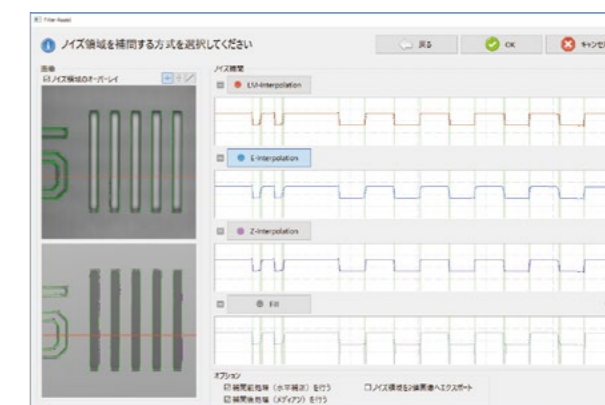 Filter Assist
ノイズ領域を補間する方式を選択してください
戻る
OK
キャンセル
画像
ノイズ領域のオーバーレイ
ノイズ補間
LM-Interpolation
E-Interpolation
Z-Interpolation
Fill
オプション
補間前処理(水平補正)を行う
ノイズ領域を2値画像へエクスポート
補間後処理(メディアン)を行う